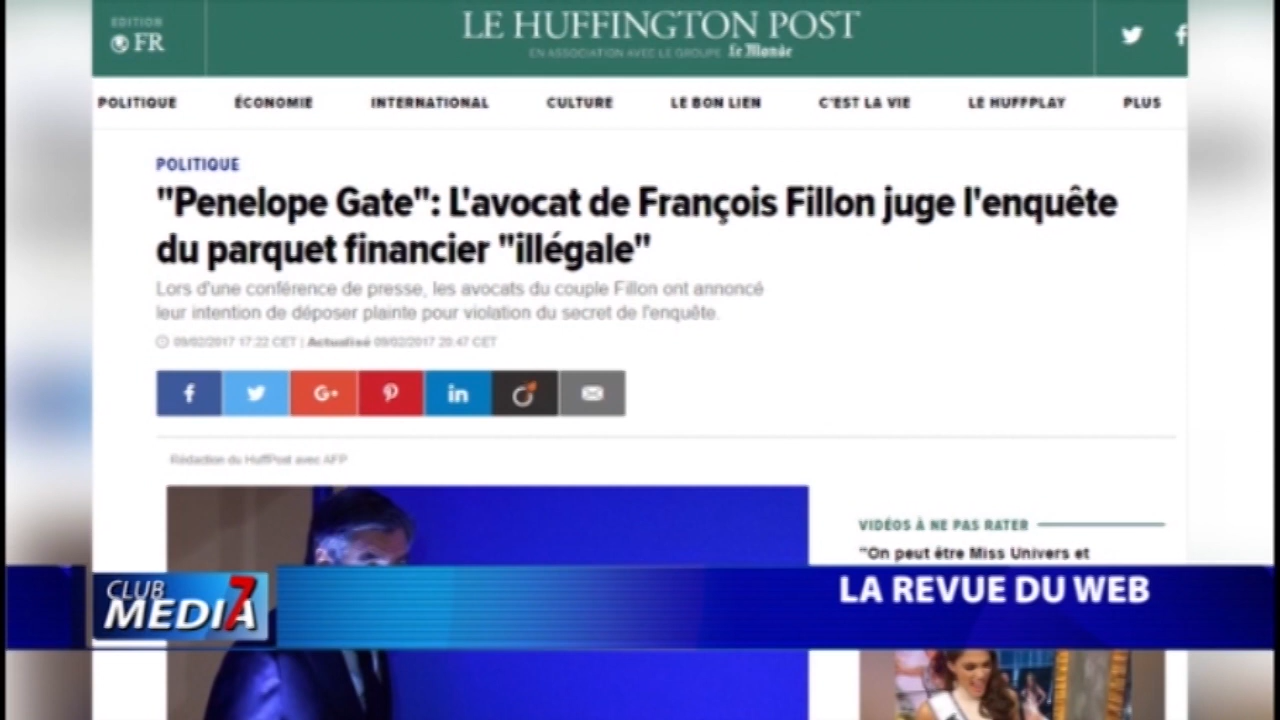 EDITION
FR
LE HUFFINGTON POST
EN ASSOCIATION AVEC LE GROUPE Le Monde
POLITIQUE ÉCONOMIE INTERNATIONAL CULTURE LE BON LIEN C'EST LA VIE LE HUFFPLAY PLUS
POLITIQUE
"Penelope Gate": L'avocat de François Fillon juge l'enquête
du parquet financier "illégale"
Lors d'une conférence de presse, les avocats du couple Fillon ont annoncé
leur intention de déposer plainte pour violation du secret de l'enquête.
09/02/2017 17:22 CET | Actualisé 09/02/2017 20:47 CET
Rédaction du HuffPost avec AFP
VIDÉOS À NE PAS RATER
"On peut être Miss Univers et
LA REVUE DU WEB
CLUB
MEDIA 7